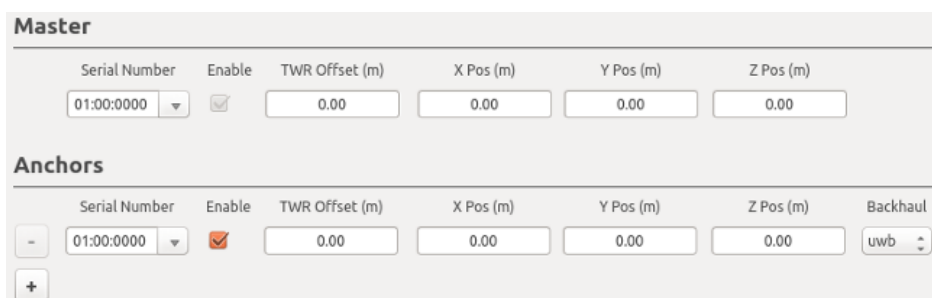 Master
Serial Number Enable TWR Offset (m) X Pos (m) Y Pos (m) Z Pos (m)
01:00:0000 0.00 0.00 0.00 0.00
Anchors
Serial Number Enable TWR Offset (m) X Pos (m) Y Pos (m) Z Pos (m) Backhaul
- 01:00:0000 0.00 0.00 0.00 0.00 uwb
+